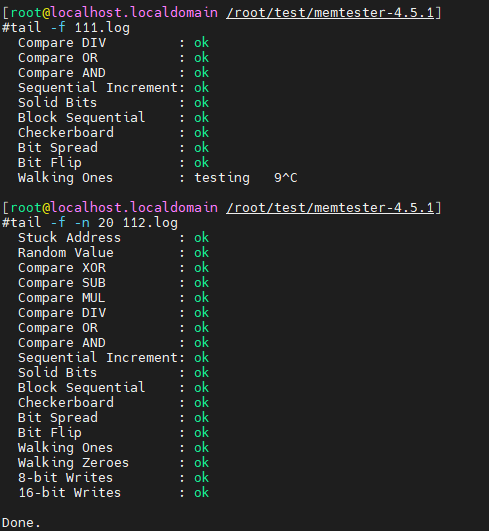 [root@localhost.localdomain /root/test/memtester-4.5.1]
#tail -f 111.log
  Compare DIV         : ok
  Compare OR          : ok
  Compare AND         : ok
  Sequential Increment: ok
  Solid Bits          : ok
  Block Sequential    : ok
  Checkerboard        : ok
  Bit Spread          : ok
  Bit Flip            : ok
  Walking Ones        : testing   9^C

[root@localhost.localdomain /root/test/memtester-4.5.1]
#tail -f -n 20 112.log
  Stuck Address       : ok
  Random Value        : ok
  Compare XOR         : ok
  Compare SUB         : ok
  Compare MUL         : ok
  Compare DIV         : ok
  Compare OR          : ok
  Compare AND         : ok
  Sequential Increment: ok
  Solid Bits          : ok
  Block Sequential    : ok
  Checkerboard        : ok
  Bit Spread          : ok
  Bit Flip            : ok
  Walking Ones        : ok
  Walking Zeroes      : ok
  8-bit Writes        : ok
  16-bit Writes       : ok

Done.